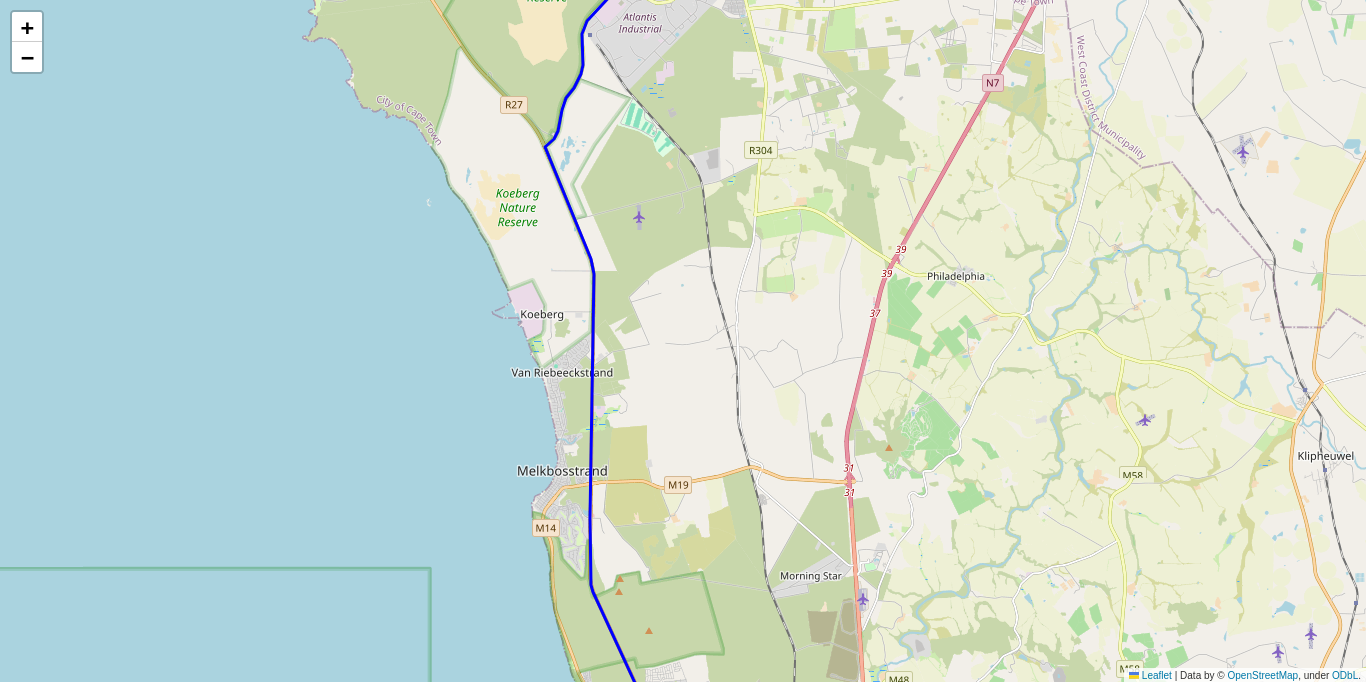 Reserve
Atlantis
Industrial
pe Town
+
−
West Coast District Municipality
N7
City of Cape Town
R27
R304
Koeberg
Nature
Reserve
39
39
Philadelphia
37
Koeberg
Van Riebeeckstrand
Melkbosstrand
31
31
M19
M58
Klipheuwel
M14
Morning Star
M58
M48
Leaflet | Data by © OpenStreetMap, under ODbL.